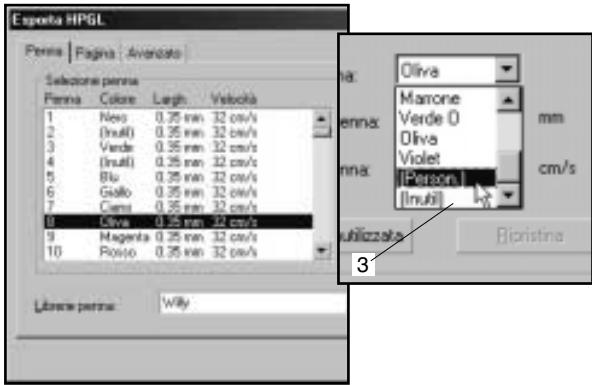 Esporta HPGL
Penna Pagina Avanzato
Selezione penna
Penna Colore Largh. Velocità
1 Nero 0.35 mm 32 cm/s
2 (Inutil) 0.35 mm 32 cm/s
3 Verde 0.35 mm 32 cm/s
4 (Inutil) 0.35 mm 32 cm/s
5 Blu 0.35 mm 32 cm/s
6 Giallo 0.35 mm 32 cm/s
7 Ciano 0.35 mm 32 cm/s
8 Oliva 0.35 mm 32 cm/s
9 Magenta 0.35 mm 32 cm/s
10 Rosso 0.35 mm 32 cm/s
Librerie penna: Willy
na: Oliva
Marrone
enna: Verde O mm
Oliva
Violet
nna: (Person.) cm/s
(Inutil)
utilizzata Ripristina
3